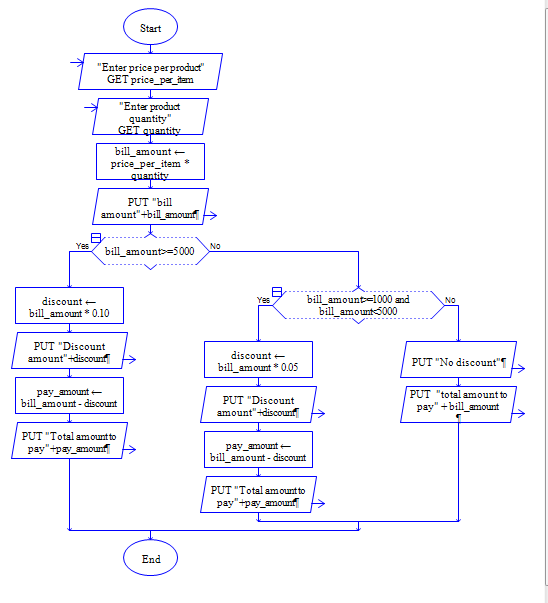 Start
"Enter price per product"
GET price_per_item
"Enter product
quantity"
GET quantity
bill_amount ←
price_per_item *
quantity
PUT "bill
amount"+bill_amount¶
Yes
bill_amount>=5000
No
discount ←
bill_amount * 0.10
PUT "Discount
amount"+discount¶
pay_amount ←
bill_amount - discount
PUT "Total amount to
pay"+pay_amount¶
Yes
bill_amount>=1000 and
bill_amount<5000
No
discount ←
bill_amount * 0.05
PUT "Discount
amount"+discount¶
pay_amount ←
bill_amount - discount
PUT "Total amount to
pay"+pay_amount¶
PUT "No discount"¶
PUT "total amount to
pay" + bill_amount
¶
End